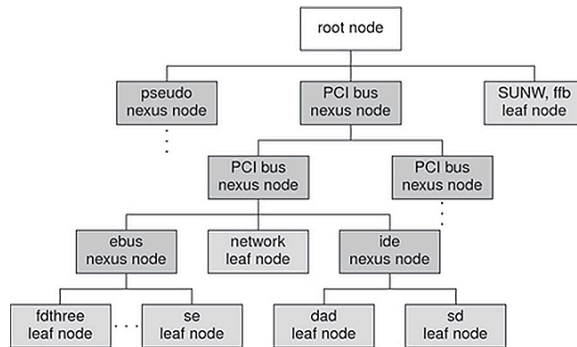 root node
pseudo
nexus node
PCI bus
nexus node
SUNW, ffb
leaf node
PCI bus
nexus node
PCI bus
nexus node
ebus
nexus node
network
leaf node
ide
nexus node
fdthree
leaf node
se
leaf node
dad
leaf node
sd
leaf node